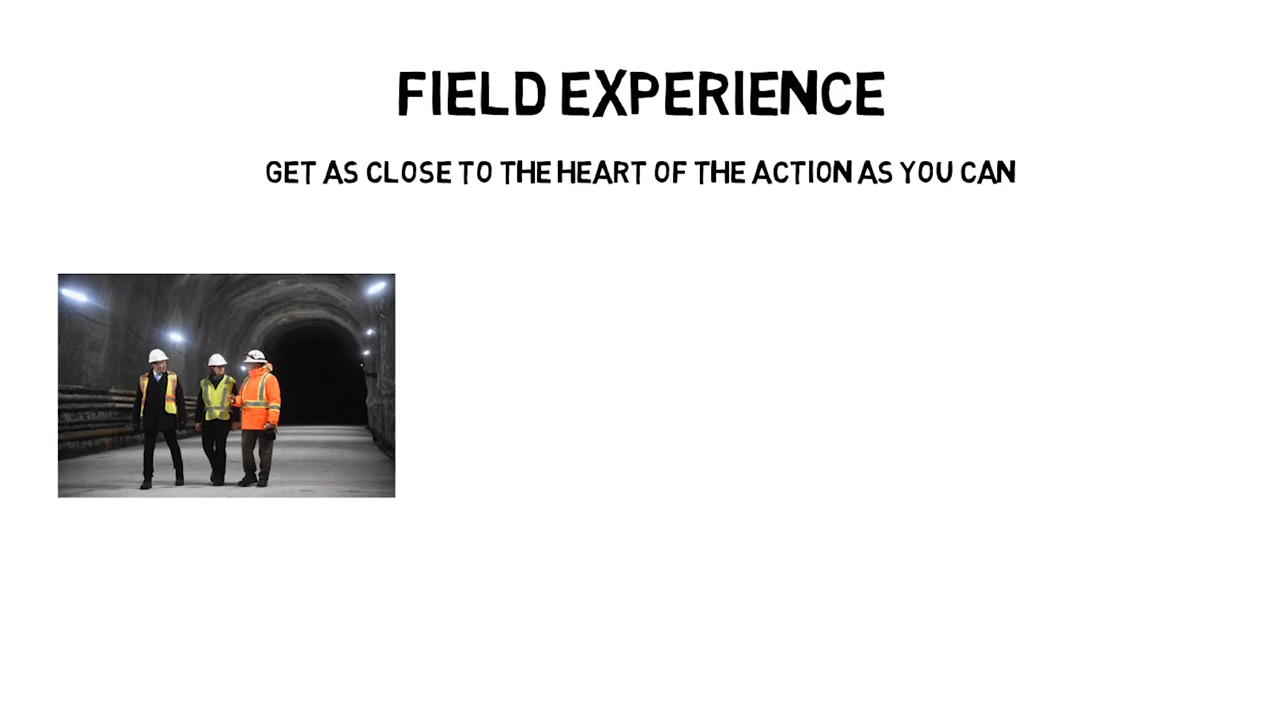 FIELD EXPERIENCE
GET AS CLOSE TO THE HEART OF THE ACTION AS YOU CAN